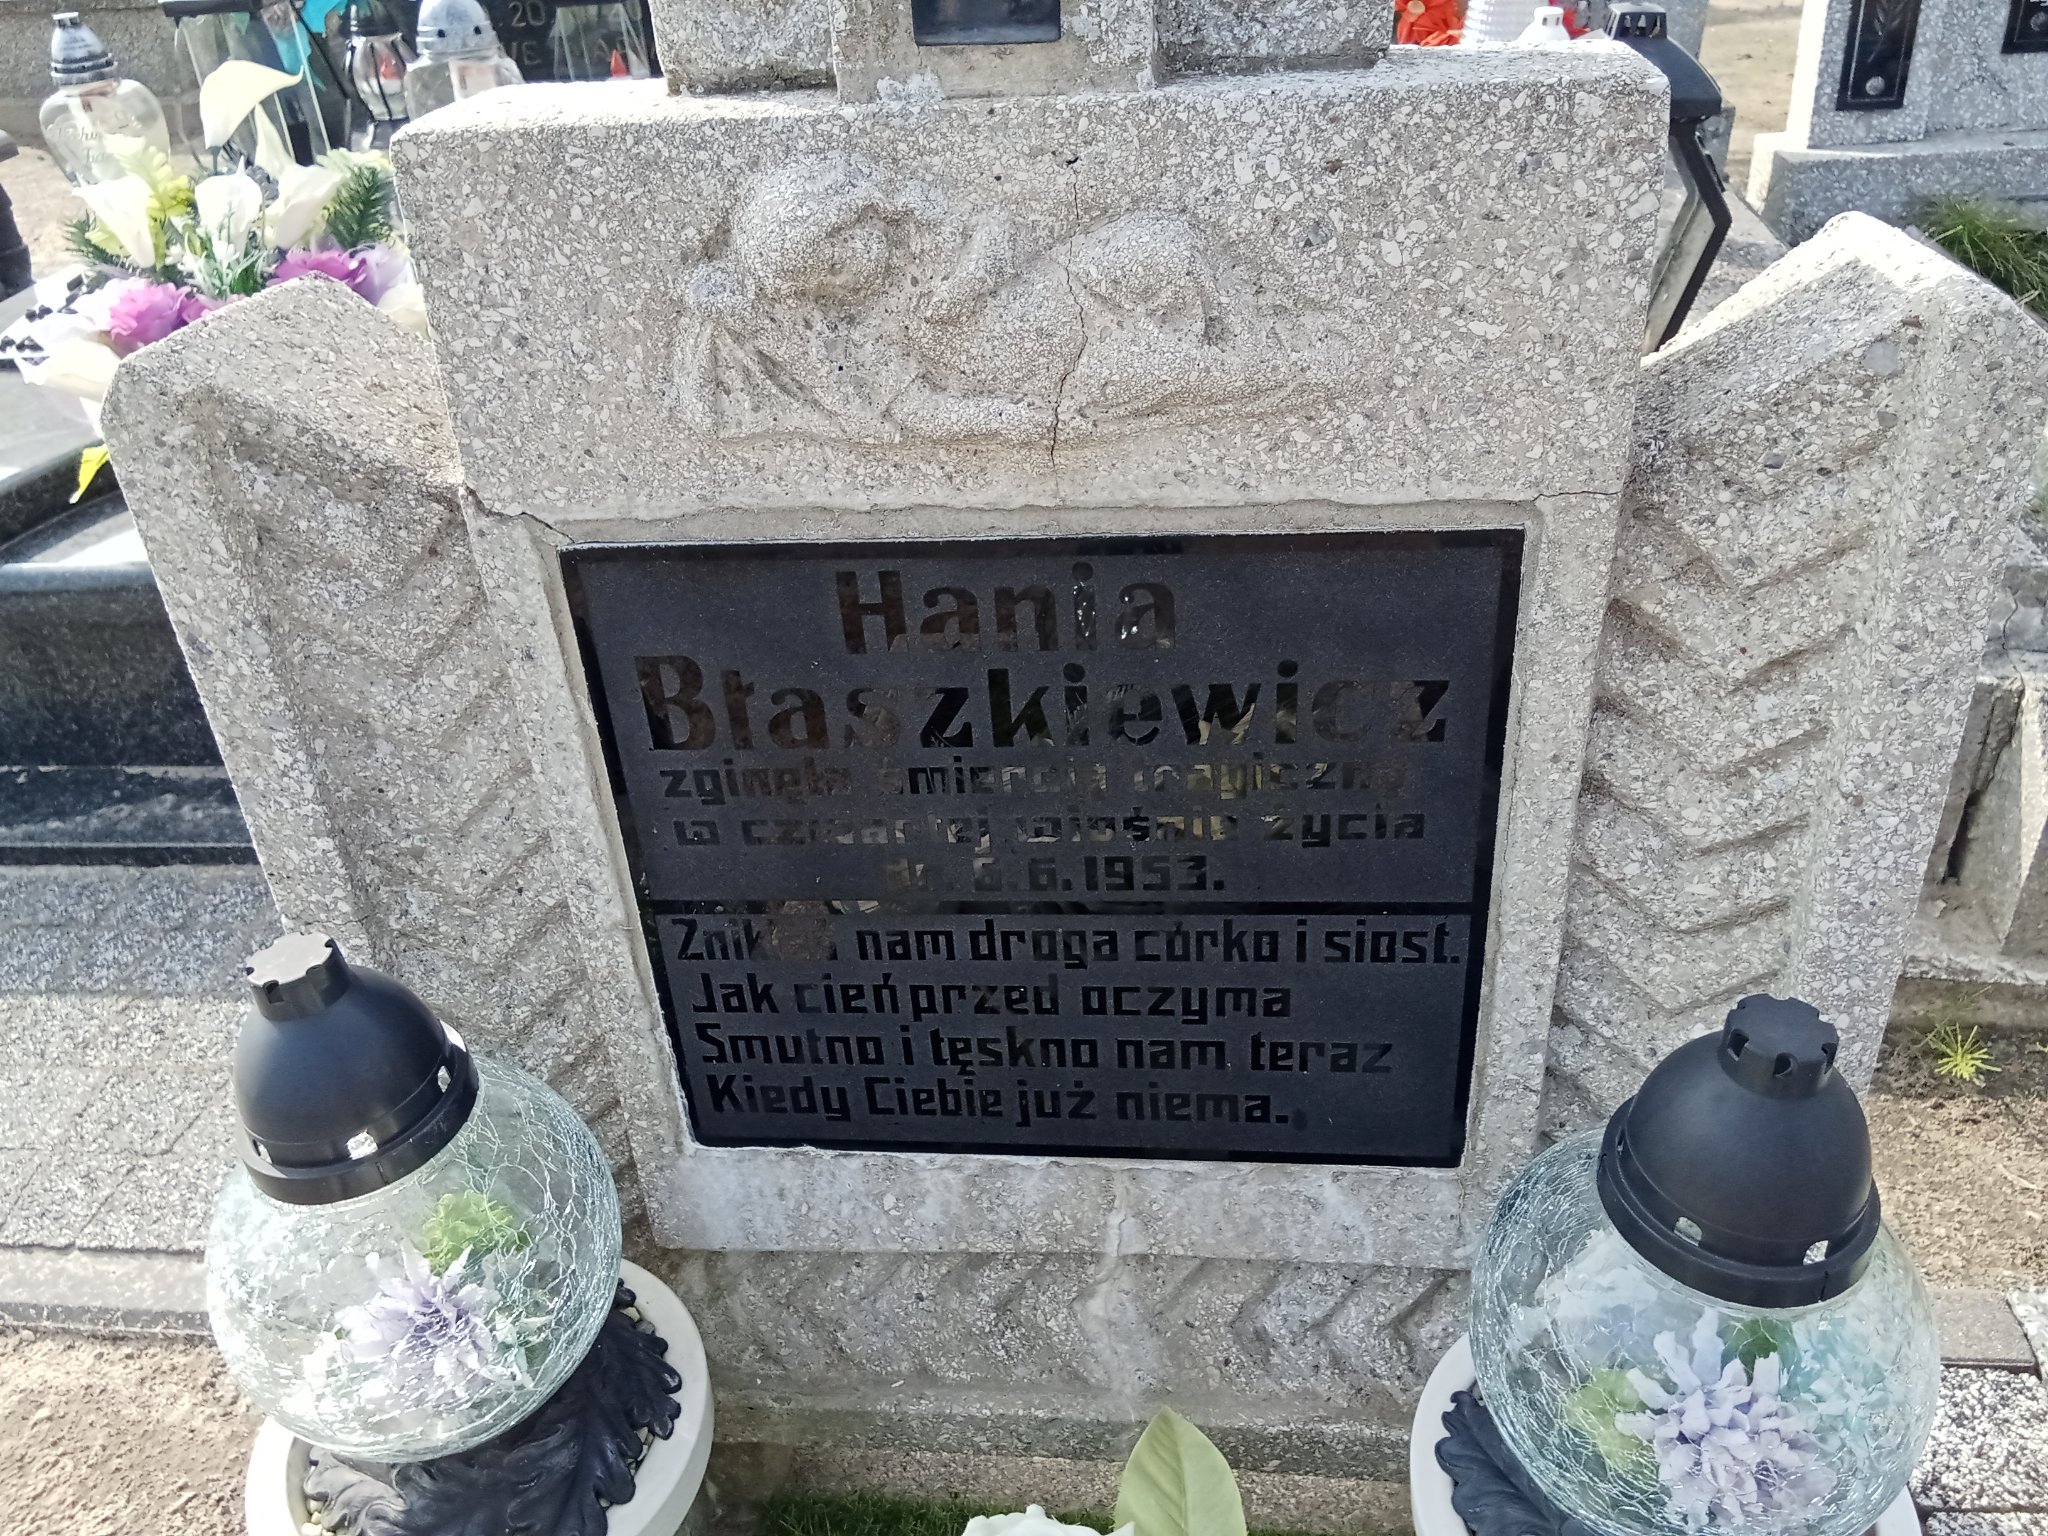 Hania
Błaszkiewicz
zginęła śmiercią tragiczną
w czwartej wiośnie życia
6.6.1953.
nam droga córko i siost.
Jak cień przed oczyma
Smutno i tęskno nam teraz
Kiedy Ciebie już niema.